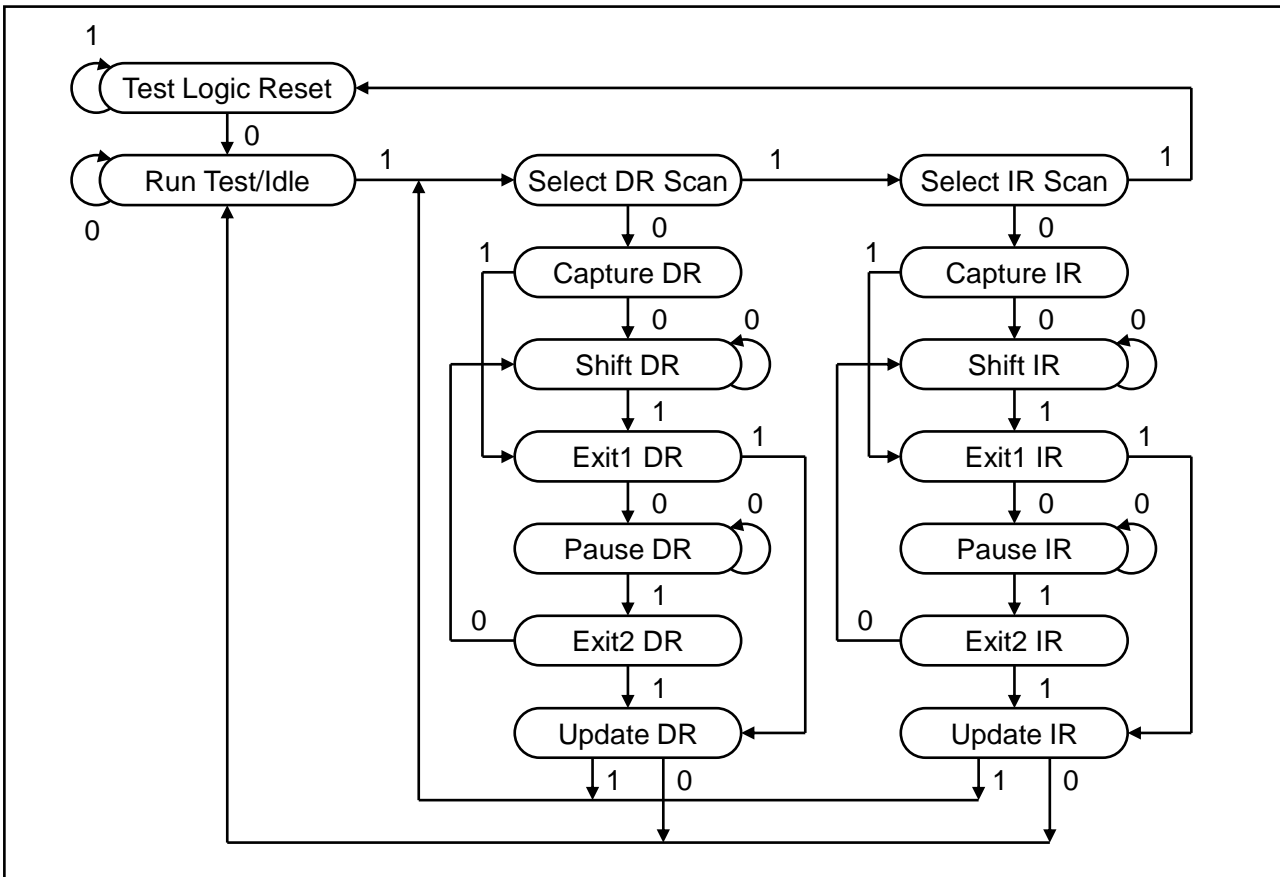 1
Test Logic Reset
0
Run Test/Idle
1
Select DR Scan
1
Select IR Scan
1
0
0
0
1
Capture DR
1
Capture IR
0
0
0
0
Shift DR
Shift IR
1
1
Exit1 DR
1
Exit1 IR
1
0
0
0
0
Pause DR
Pause IR
1
1
0
Exit2 DR
0
Exit2 IR
1
1
Update DR
Update IR
1
0
1
0